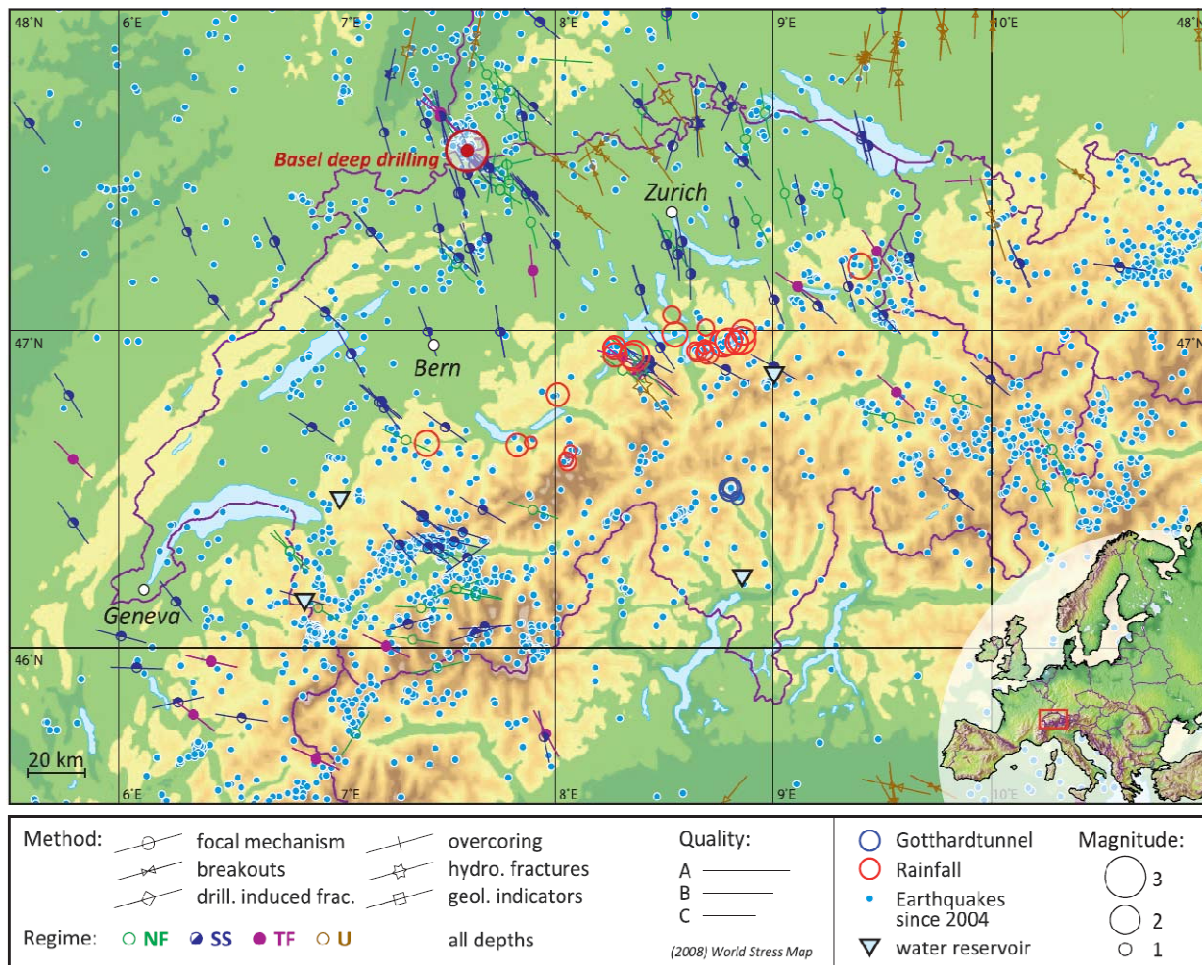 48°N 6°E 7°E 8°E 9°E 10°E 48°N
Basel deep drilling
Zurich
47°N 47°N
Bern
Geneva
46°N
20 km
6°E 7°E 8°E 9°E 10°E
Method:
focal mechanism
breakouts
drill. induced frac.
overcoring
hydro. fractures
geol. indicators
Regime: NF SS TF U all depths
Quality:
A
B
C
(2008) World Stress Map
Gotthardtunnel
Rainfall
Earthquakes
since 2004
water reservoir
Magnitude:
3
2
1